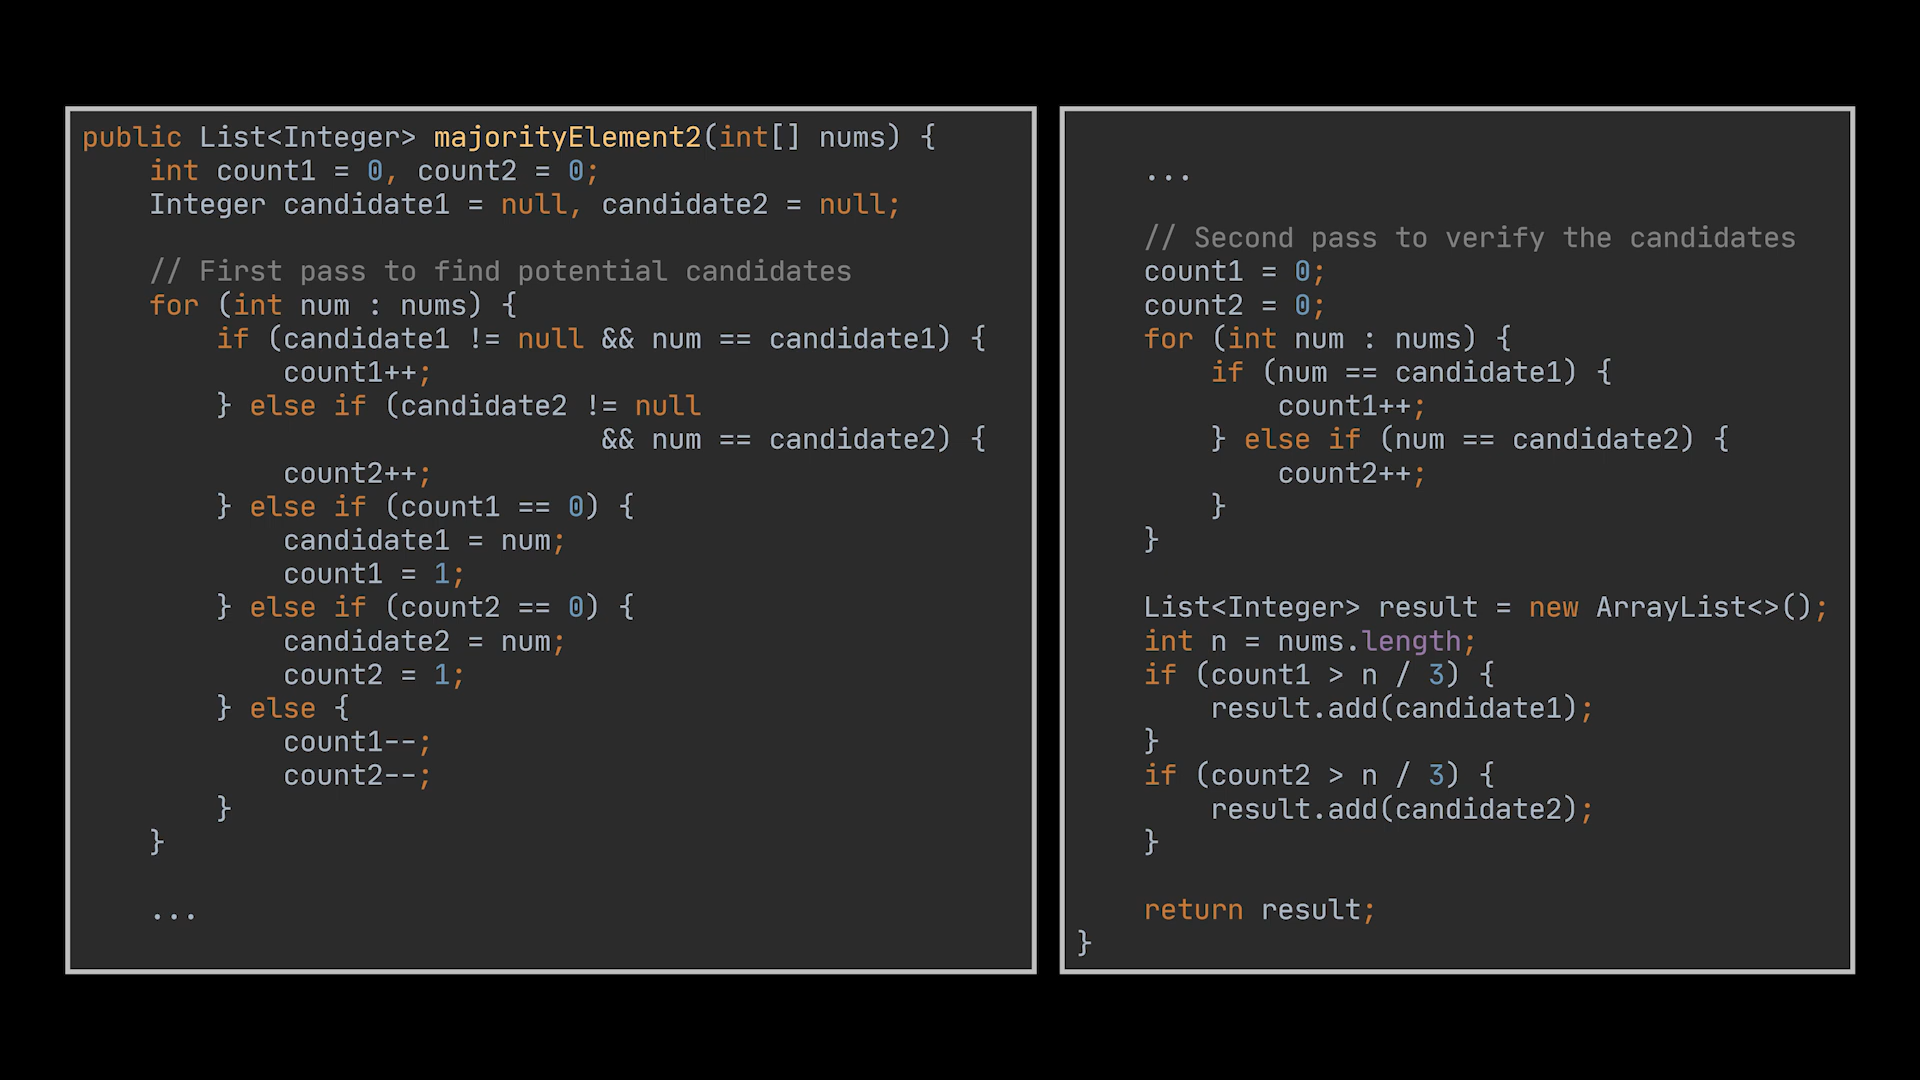 public List<Integer> majorityElement2(int[] nums) {
    int count1 = 0, count2 = 0;
    Integer candidate1 = null, candidate2 = null;

    // First pass to find potential candidates
    for (int num : nums) {
        if (candidate1 != null && num == candidate1) {
            count1++;
        } else if (candidate2 != null
                               && num == candidate2) {
            count2++;
        } else if (count1 == 0) {
            candidate1 = num;
            count1 = 1;
        } else if (count2 == 0) {
            candidate2 = num;
            count2 = 1;
        } else {
            count1--;
            count2--;
        }
    }

    ...

    ...

    // Second pass to verify the candidates
    count1 = 0;
    count2 = 0;
    for (int num : nums) {
        if (num == candidate1) {
            count1++;
        } else if (num == candidate2) {
            count2++;
        }
    }

    List<Integer> result = new ArrayList<>();
    int n = nums.length;
    if (count1 > n / 3) {
        result.add(candidate1);
    }
    if (count2 > n / 3) {
        result.add(candidate2);
    }

    return result;
}